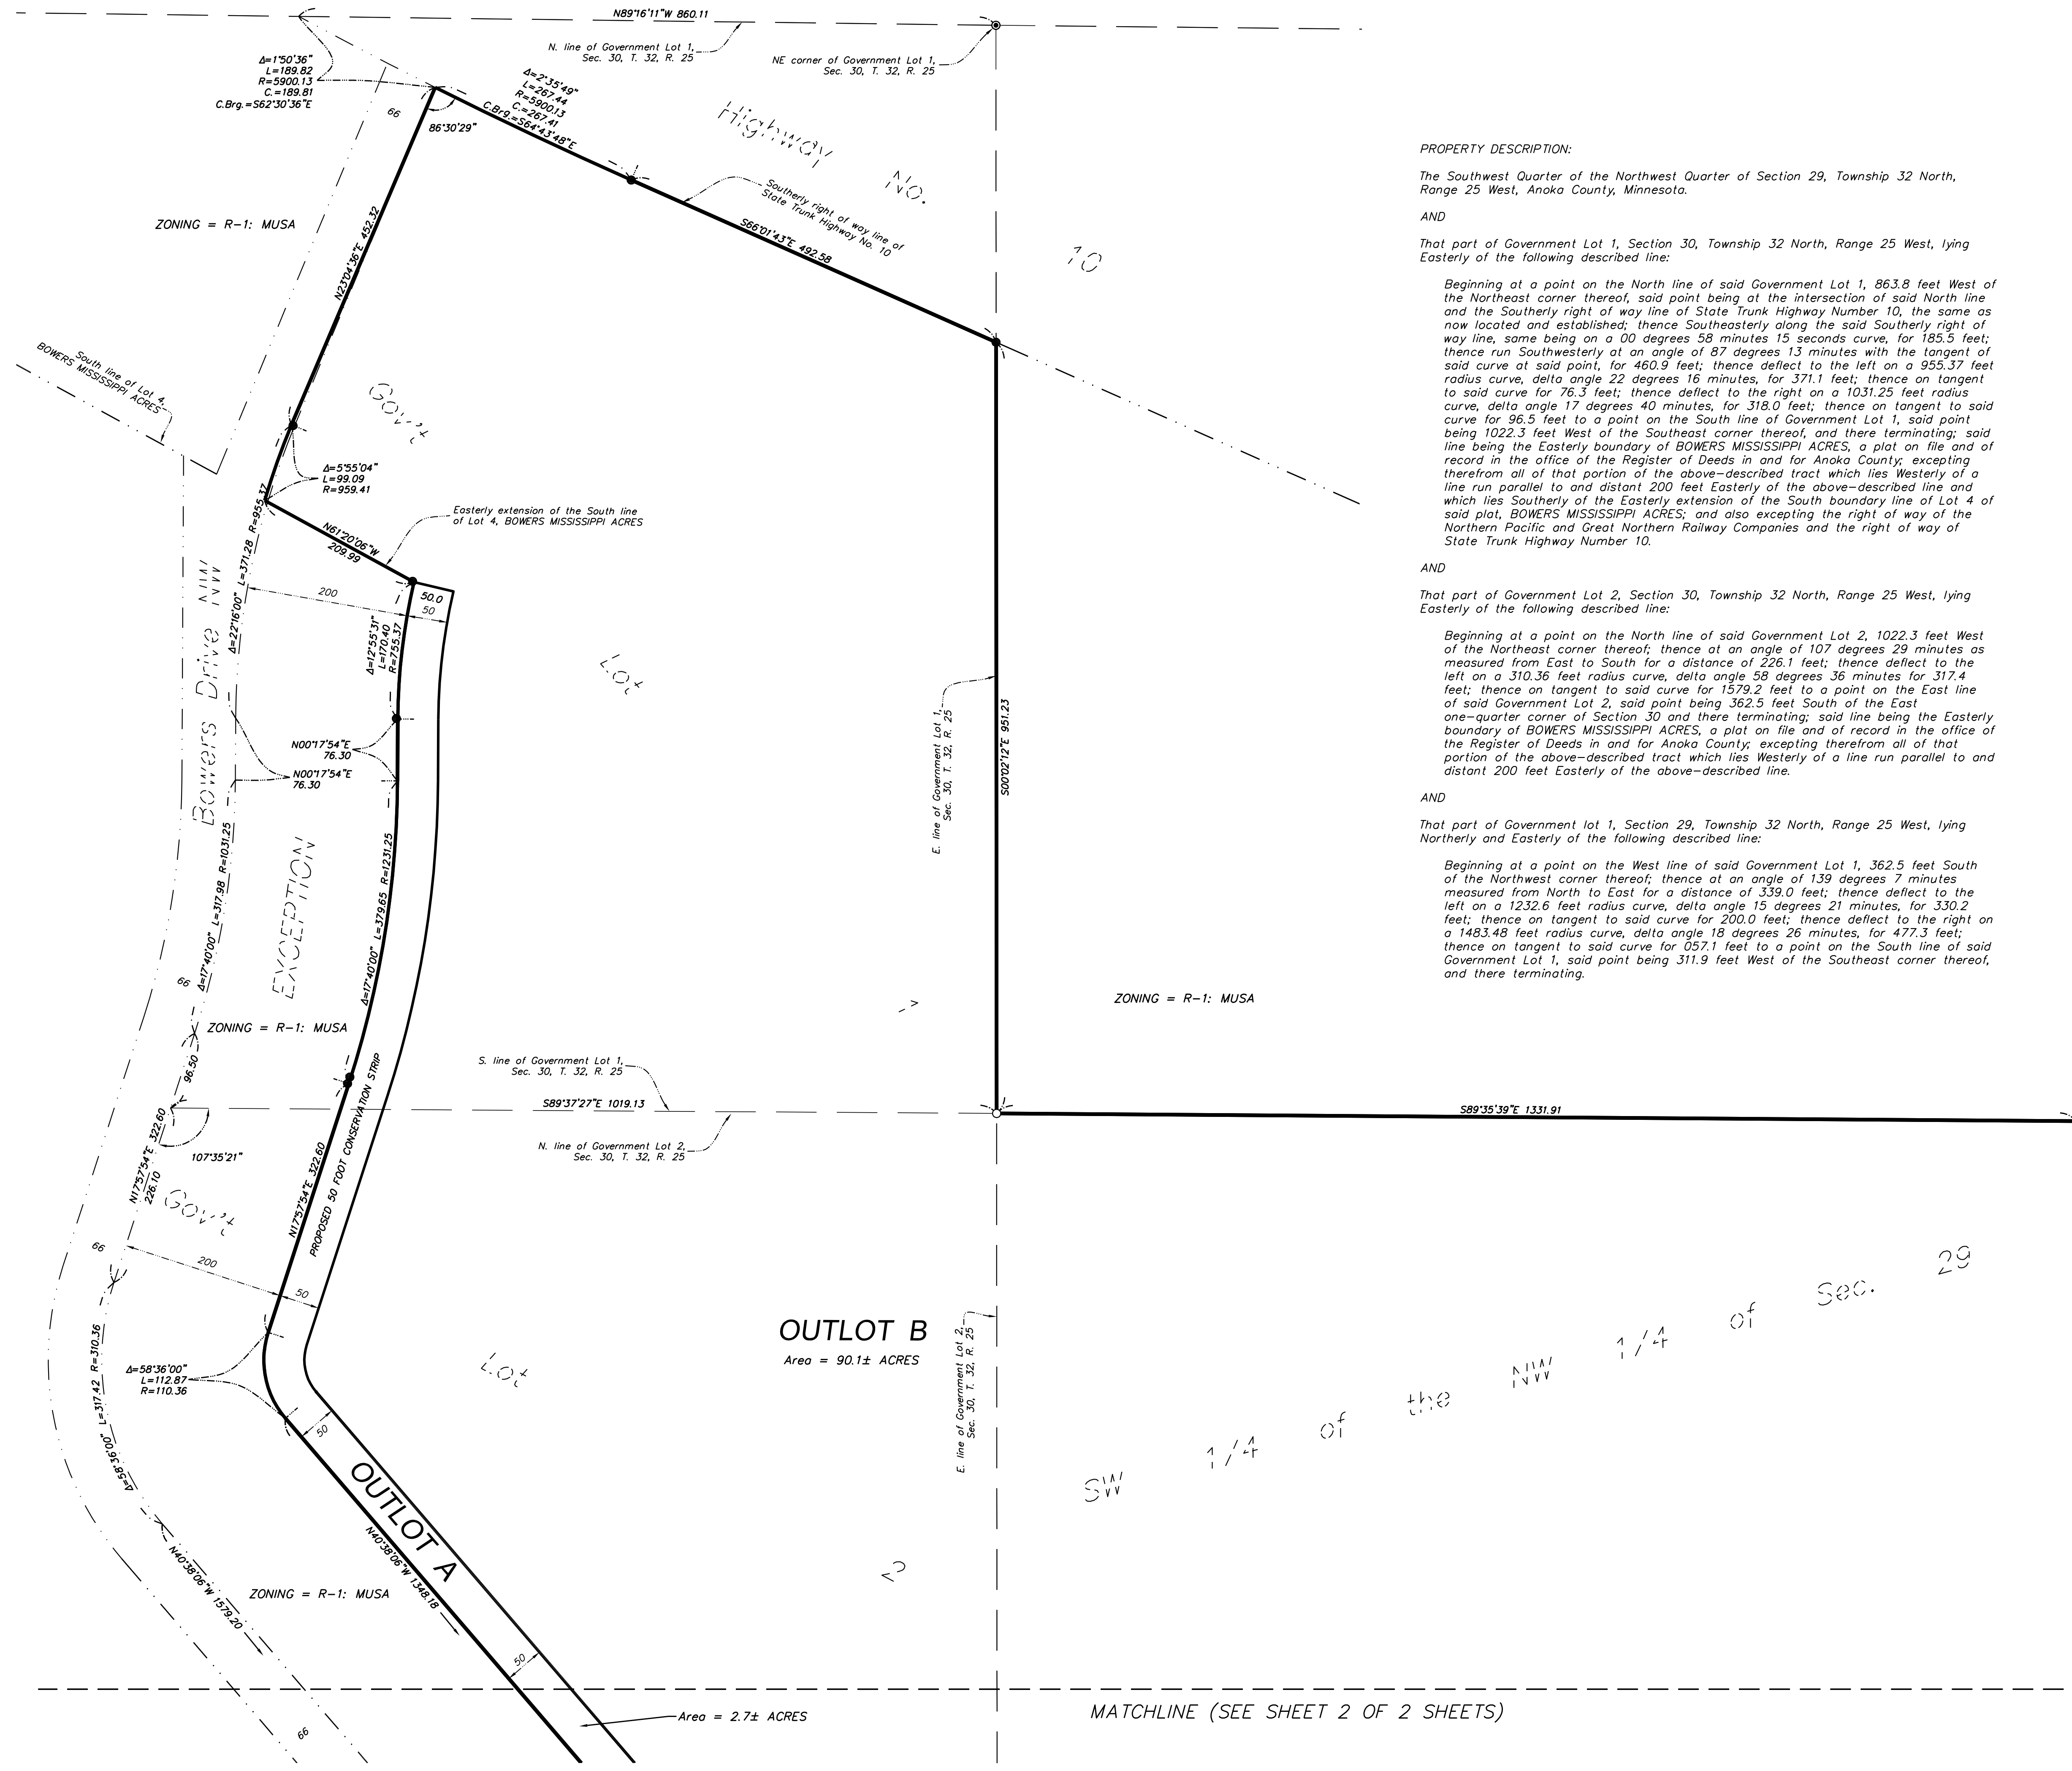 N89°16'11"W 860.11
N. line of Government Lot 1,
Sec. 30, T. 32, R. 25
NE corner of Government Lot 1,
Sec. 30, T. 32, R. 25
Δ=1°50'36"
L=189.82
R=5900.13
C.=189.81
C.Brg.=S62°30'36"E
66
86°30'29"
Δ=2°35'49"
L=267.44
R=5900.13
C.=267.41
C.Brg.=S64°43'48"E
Highway No. 10
Southerly right of way line of
State Trunk Highway No. 10
S66°01'43"E 492.58
ZONING = R-1: MUSA
N23°04'36"E 452.32
South line of Lot 4,
BOWERS MISSISSIPPI ACRES
Gov't
Δ=5°55'04"
L=99.09
R=959.41
Easterly extension of the South line
of Lot 4, BOWERS MISSISSIPPI ACRES
N61°20'06"W
209.99
Δ=22°16'00" L=371.28 R=955.37
200
50.0
50
Δ=12°55'31"
L=170.40
R=755.37
Bowers Drive NW
Lot
N00°17'54"E
76.30
N00°17'54"E
76.30
E. line of Government Lot 1,
Sec. 30, T. 32, R. 25
S00°02'12"E 951.23
EXCEPTION
Δ=17°40'00" L=317.98 R=1031.25
Δ=17°40'00" L=379.65 R=1231.25
66
ZONING = R-1: MUSA
1
ZONING = R-1: MUSA
96.50
S. line of Government Lot 1,
Sec. 30, T. 32, R. 25
S89°37'27"E 1019.13
S89°35'39"E 1331.91
N. line of Government Lot 2,
Sec. 30, T. 32, R. 25
107°35'21"
N17°57'54"E 322.60
226.10
N17°57'54"E 322.60
PROPOSED 50 FOOT CONSERVATION STRIP
Gov't
66
200
50
OUTLOT B
Area = 90.1± ACRES
E. line of Government Lot 2,
Sec. 30, T. 32, R. 25
Δ=58°36'00" L=317.42 R=310.36
Δ=58°36'00"
L=112.87
R=110.36
Lot
50
SW 1/4 of the NW 1/4 of Sec. 29
OUTLOT A
N40°38'06"W 1348.18
N40°38'06"W 1579.20
ZONING = R-1: MUSA
2
50
66
Area = 2.7± ACRES
MATCHLINE (SEE SHEET 2 OF 2 SHEETS)
PROPERTY DESCRIPTION:
The Southwest Quarter of the Northwest Quarter of Section 29, Township 32 North,
Range 25 West, Anoka County, Minnesota.
AND
That part of Government Lot 1, Section 30, Township 32 North, Range 25 West, lying
Easterly of the following described line:
Beginning at a point on the North line of said Government Lot 1, 863.8 feet West of
the Northeast corner thereof, said point being at the intersection of said North line
and the Southerly right of way line of State Trunk Highway Number 10, the same as
now located and established; thence Southeasterly along the said Southerly right of
way line, same being on a 00 degrees 58 minutes 15 seconds curve, for 185.5 feet;
thence run Southwesterly at an angle of 87 degrees 13 minutes with the tangent of
said curve at said point, for 460.9 feet; thence deflect to the left on a 955.37 feet
radius curve, delta angle 22 degrees 16 minutes, for 371.1 feet; thence on tangent
to said curve for 76.3 feet; thence deflect to the right on a 1031.25 feet radius
curve, delta angle 17 degrees 40 minutes, for 318.0 feet; thence on tangent to said
curve for 96.5 feet to a point on the South line of Government Lot 1, said point
being 1022.3 feet West of the Southeast corner thereof, and there terminating; said
line being the Easterly boundary of BOWERS MISSISSIPPI ACRES, a plat on file and of
record in the office of the Register of Deeds in and for Anoka County; excepting
therefrom all of that portion of the above-described tract which lies Westerly of a
line run parallel to and distant 200 feet Easterly of the above-described line and
which lies Southerly of the Easterly extension of the South boundary line of Lot 4 of
said plat, BOWERS MISSISSIPPI ACRES; and also excepting the right of way of the
Northern Pacific and Great Northern Railway Companies and the right of way of
State Trunk Highway Number 10.
AND
That part of Government Lot 2, Section 30, Township 32 North, Range 25 West, lying
Easterly of the following described line:
Beginning at a point on the North line of said Government Lot 2, 1022.3 feet West
of the Northeast corner thereof; thence at an angle of 107 degrees 29 minutes as
measured from East to South for a distance of 226.1 feet; thence deflect to the
left on a 310.36 feet radius curve, delta angle 58 degrees 36 minutes for 317.4
feet; thence on tangent to said curve for 1579.2 feet to a point on the East line
of said Government Lot 2, said point being 362.5 feet South of the East
one-quarter corner of Section 30 and there terminating; said line being the Easterly
boundary of BOWERS MISSISSIPPI ACRES, a plat on file and of record in the office of
the Register of Deeds in and for Anoka County; excepting therefrom all of that
portion of the above-described tract which lies Westerly of a line run parallel to and
distant 200 feet Easterly of the above-described line.
AND
That part of Government lot 1, Section 29, Township 32 North, Range 25 West, lying
Northerly and Easterly of the following described line:
Beginning at a point on the West line of said Government Lot 1, 362.5 feet South
of the Northwest corner thereof; thence at an angle of 139 degrees 7 minutes
measured from North to East for a distance of 339.0 feet; thence deflect to the
left on a 1232.6 feet radius curve, delta angle 15 degrees 21 minutes, for 330.2
feet; thence on tangent to said curve for 200.0 feet; thence deflect to the right on
a 1483.48 feet radius curve, delta angle 18 degrees 26 minutes, for 477.3 feet;
thence on tangent to said curve for 057.1 feet to a point on the South line of said
Government Lot 1, said point being 311.9 feet West of the Southeast corner thereof,
and there terminating.